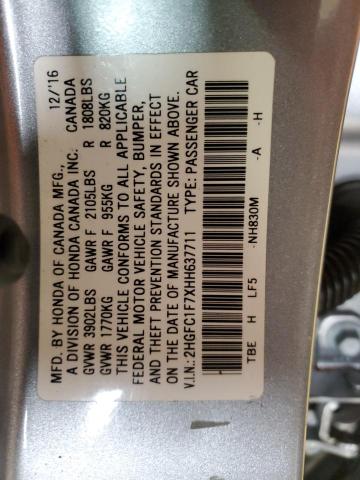 MFD. BY HONDA OF CANADA MFG., 12/'16
A DIVISION OF HONDA CANADA INC. CANADA
GVWR 3902LBS GAWR F 2105LBS R 1808LBS
GVWR 1770KG GAWR F 955KG R 820KG
THIS VEHICLE CONFORMS TO ALL APPLICABLE
FEDERAL MOTOR VEHICLE SAFETY, BUMPER,
AND THEFT PREVENTION STANDARDS IN EFFECT
ON THE DATE OF MANUFACTURE SHOWN ABOVE.
V.I.N.: 2HGFC1F7XHH637711 TYPE: PASSENGER CAR
TBE H LF5 -NH830M -A -H